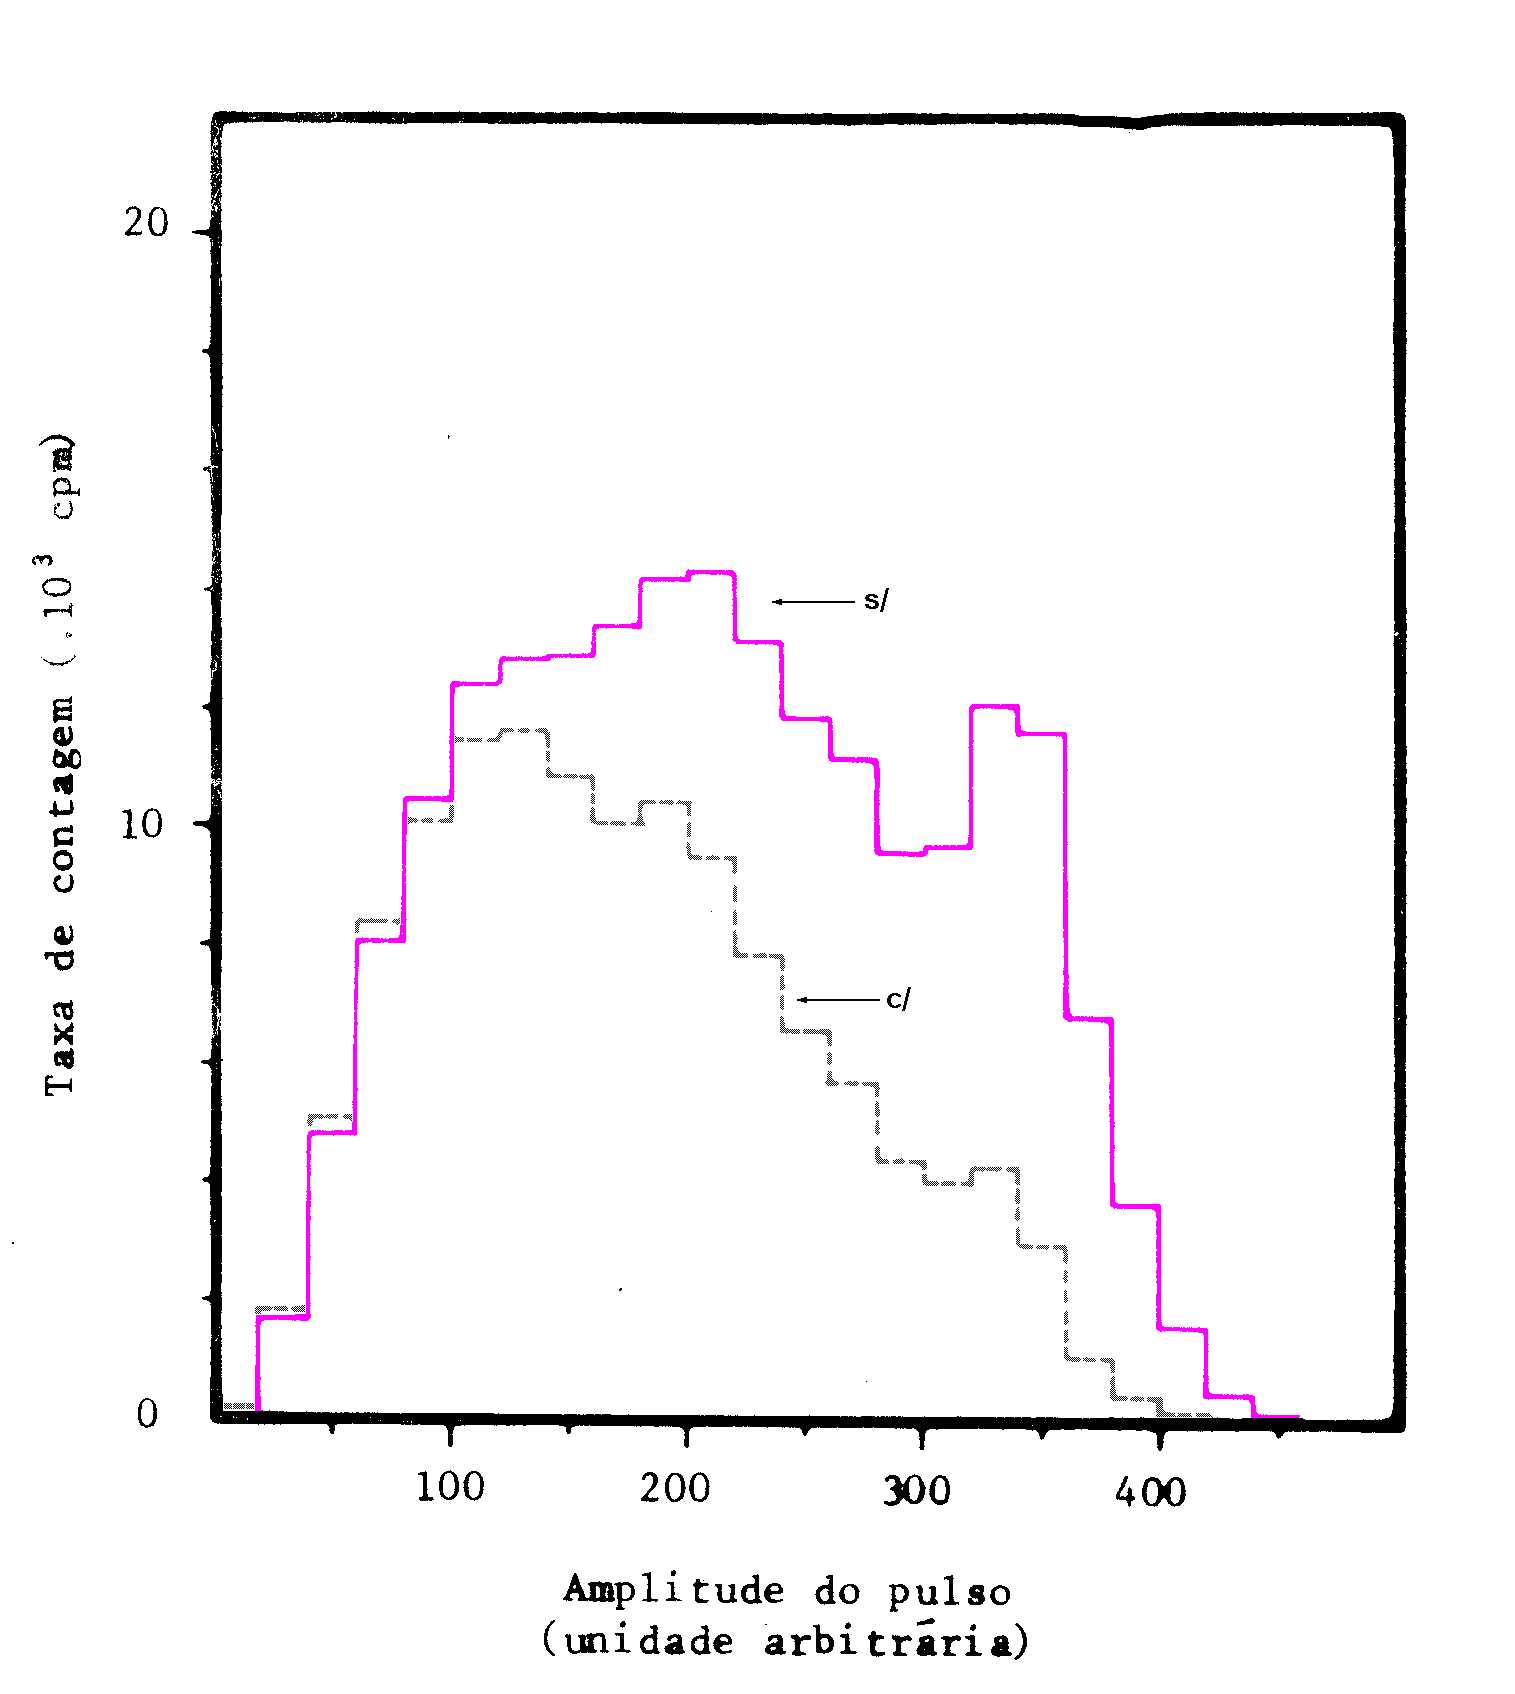 20
10
0
Taxa de contagem (.10³ cpm)
s/
c/
100 200 300 400
Amplitude do pulso
(unidade arbitrária)